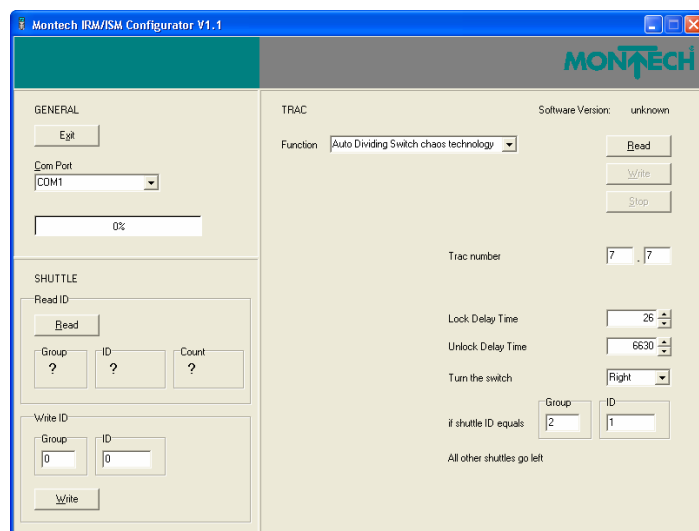 Montech IRM/ISM Configurator V1.1
MONTECH
GENERAL
Exit
Com Port
COM1
0%
SHUTTLE
Read ID
Read
Group ID Count
? ? ?
Write ID
Group ID
0 0
Write
TRAC Software Version: unknown
Function Auto Dividing Switch chaos technology Read
Write
Stop
Trac number 7 . 7
Lock Delay Time 26
Unlock Delay Time 6630
Turn the switch Right
Group ID
if shuttle ID equals 2 1
All other shuttles go left